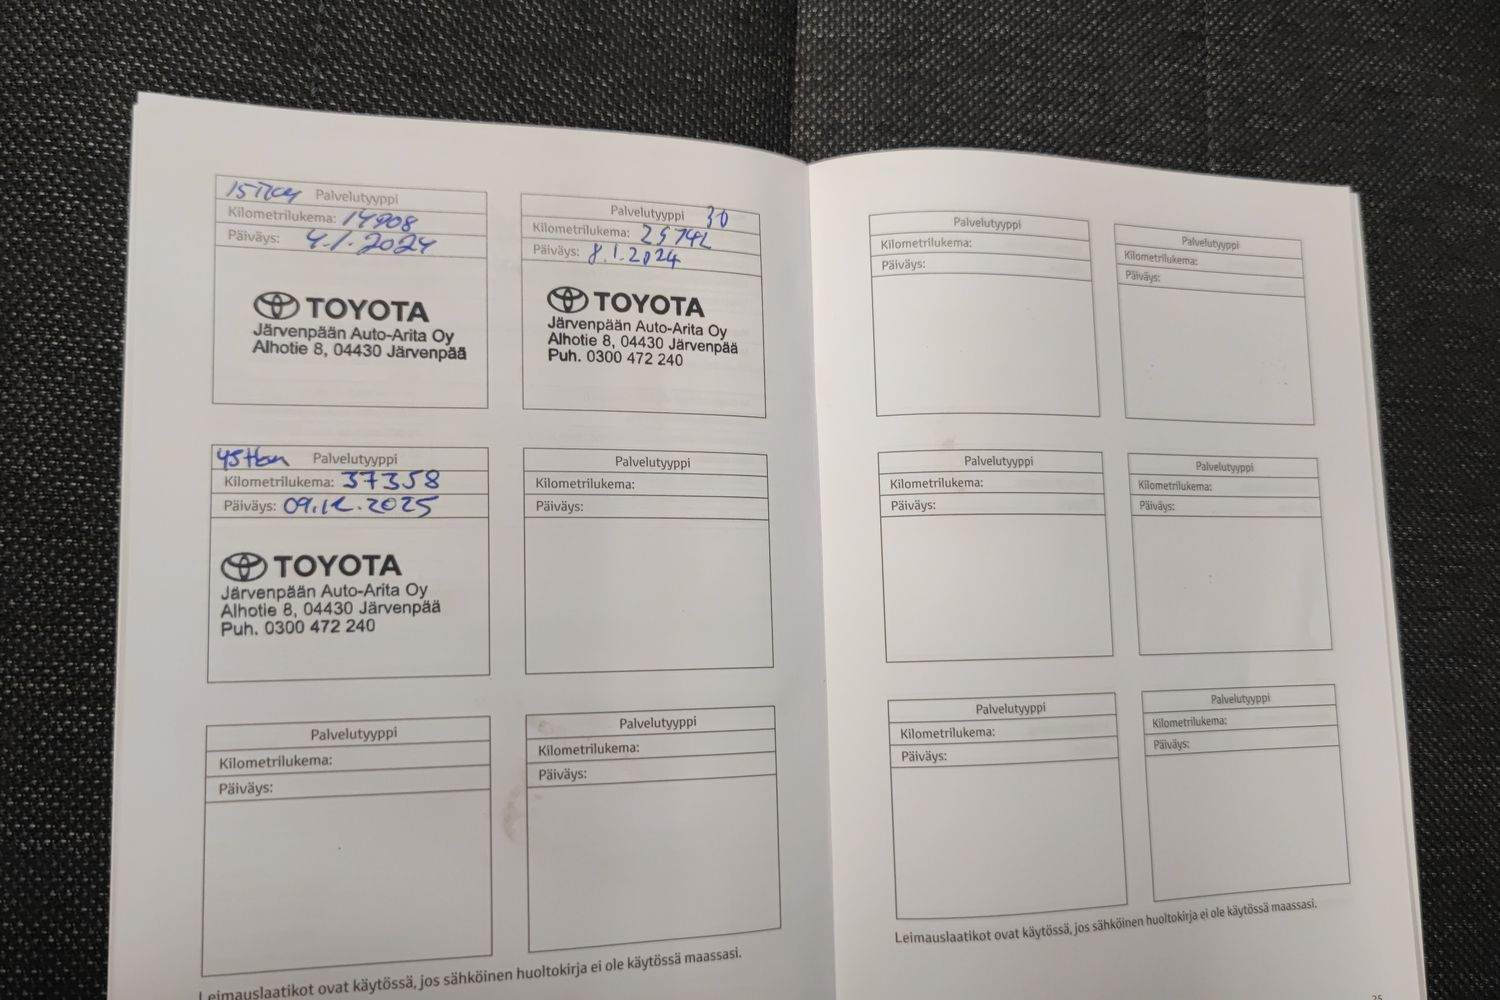 15TKM Palvelutyyppi
Kilometrilukema: 14908
Päiväys: 4.1.2024
TOYOTA
Järvenpään Auto-Arita Oy
Alhotie 8, 04430 Järvenpää
Palvelutyyppi 30
Kilometrilukema:
Päiväys: 8.1.2024
TOYOTA
Järvenpään Auto-Arita Oy
Alhotie 8, 04430 Järvenpää
Puh. 0300 472 240
45tkm Palvelutyyppi
Kilometrilukema: 37358
Päiväys: 09.12.2025
TOYOTA
Järvenpään Auto-Arita Oy
Alhotie 8, 04430 Järvenpää
Puh. 0300 472 240
Palvelutyyppi
Kilometrilukema:
Päiväys:
Palvelutyyppi
Kilometrilukema:
Päiväys:
Palvelutyyppi
Kilometrilukema:
Päiväys:
Leimauslaatikot ovat käytössä, jos sähköinen huoltokirja ei ole käytössä maassasi.
Palvelutyyppi
Kilometrilukema:
Päiväys:
Palvelutyyppi
Kilometrilukema:
Päiväys:
Palvelutyyppi
Kilometrilukema:
Päiväys:
Palvelutyyppi
Kilometrilukema:
Päiväys:
Palvelutyyppi
Kilometrilukema:
Päiväys:
Palvelutyyppi
Kilometrilukema:
Päiväys:
Leimauslaatikot ovat käytössä, jos sähköinen huoltokirja ei ole käytössä maassasi.
25